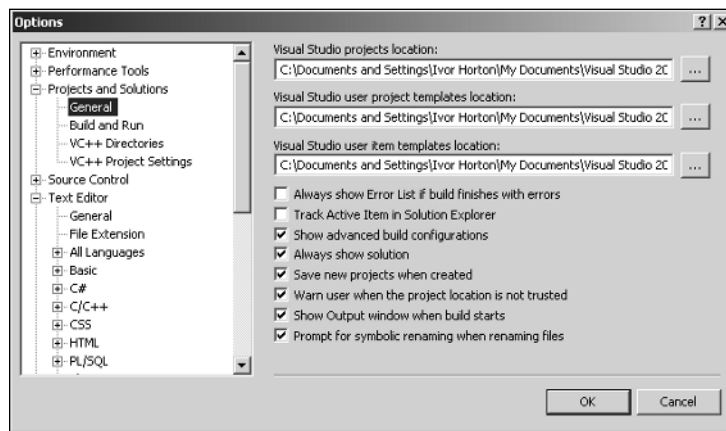 Options
Environment
Performance Tools
Projects and Solutions
General
Build and Run
VC++ Directories
VC++ Project Settings
Source Control
Text Editor
General
File Extension
All Languages
Basic
C#
C/C++
CSS
HTML
PL/SQL
Visual Studio projects location:
C:\Documents and Settings\Ivor Horton\My Documents\Visual Studio 20
...
Visual Studio user project templates location:
C:\Documents and Settings\Ivor Horton\My Documents\Visual Studio 20
...
Visual Studio user item templates location:
C:\Documents and Settings\Ivor Horton\My Documents\Visual Studio 20
...
Always show Error List if build finishes with errors
Track Active Item in Solution Explorer
Show advanced build configurations
Always show solution
Save new projects when created
Warn user when the project location is not trusted
Show Output window when build starts
Prompt for symbolic renaming when renaming files
OK
Cancel